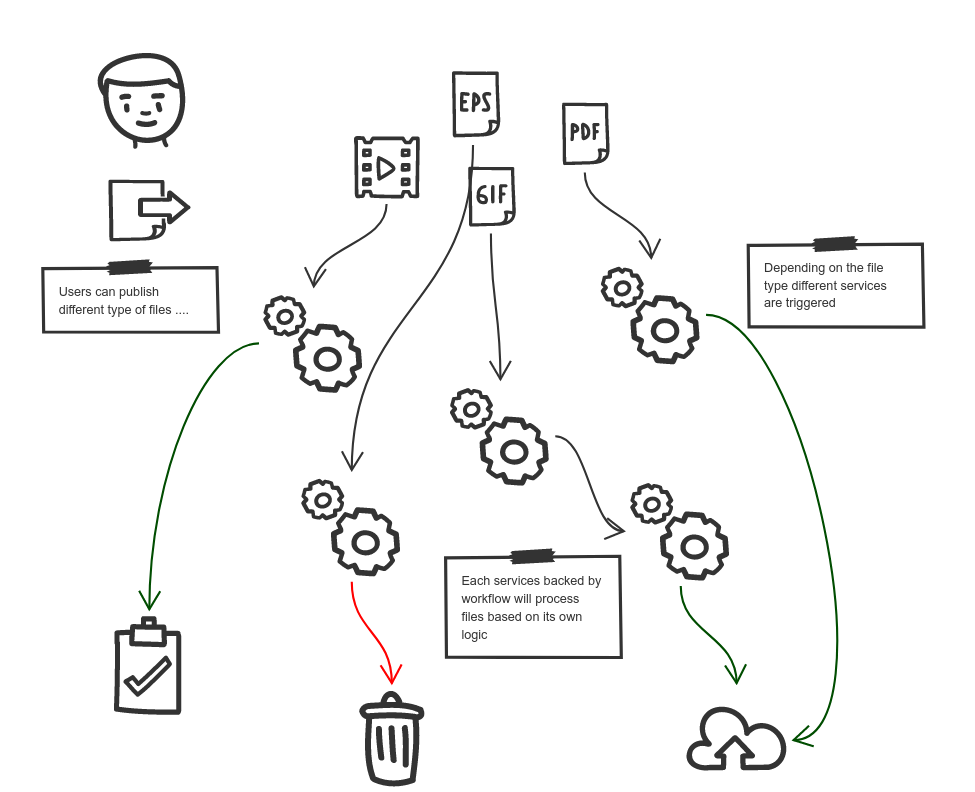 EPS
PDF
GIF
Users can publish
different type of files ....
Depending on the file
type different services
are triggered
Each services backed by
workflow will process
files based on its own
logic